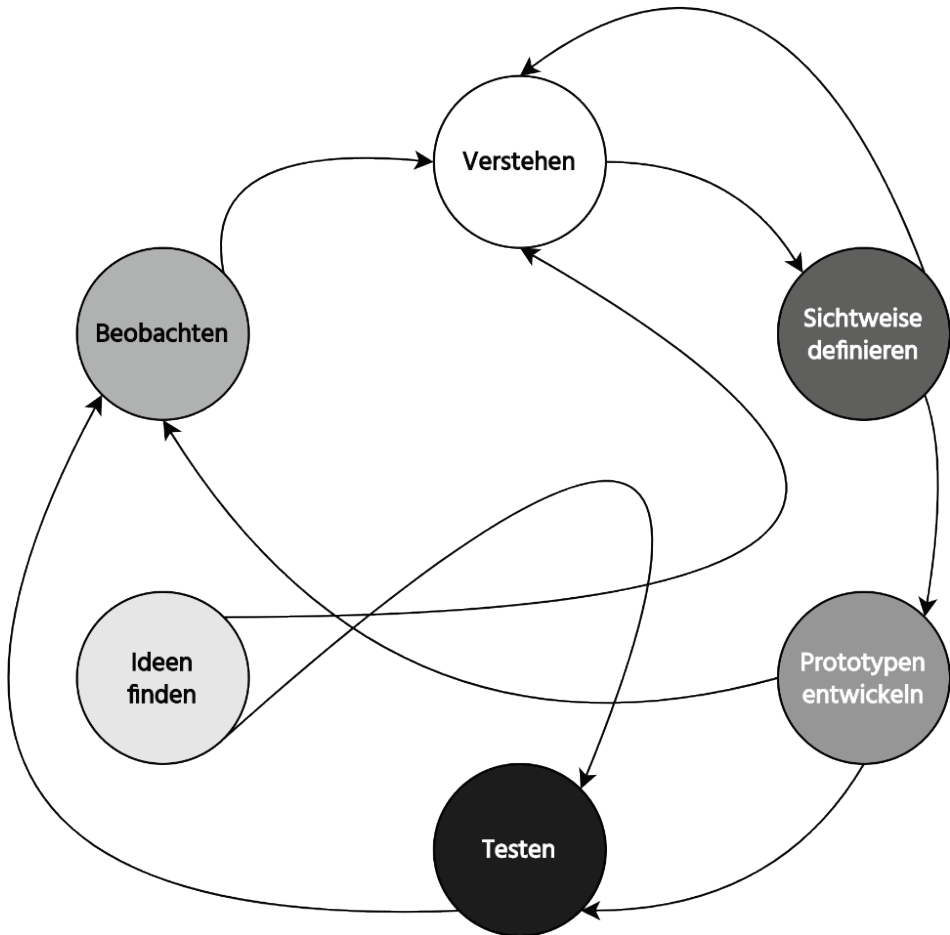 Verstehen
Beobachten
Sichtweise
definieren
Ideen
finden
Prototypen
entwickeln
Testen